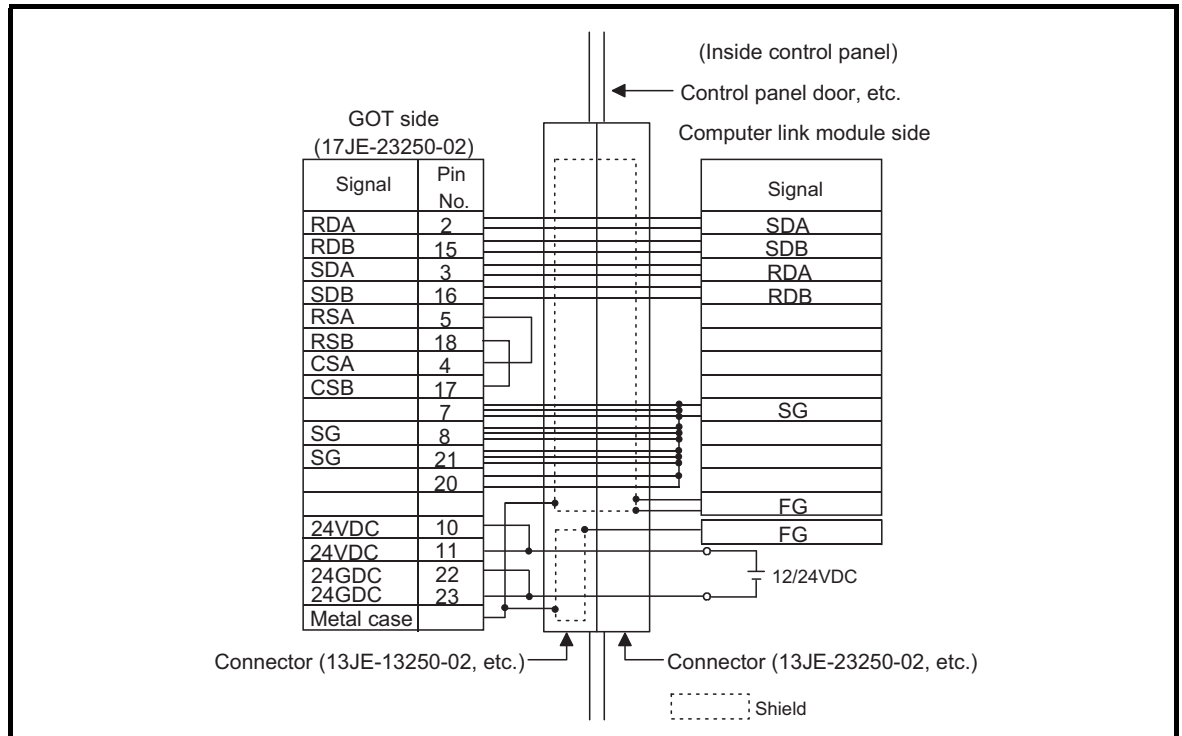 (Inside control panel)
Control panel door, etc.
GOT side
(17JE-23250-02)
Computer link module side
Signal Pin No.
Signal
RDA 2 SDA
RDB 15 SDB
SDA 3 RDA
SDB 16 RDB
RSA 5
RSB 18
CSA 4
CSB 17
7 SG
SG 8
SG 21
20
FG
24VDC 10 FG
24VDC 11
24GDC 22 12/24VDC
24GDC 23
Metal case
Connector (13JE-13250-02, etc.) Connector (13JE-23250-02, etc.)
Shield